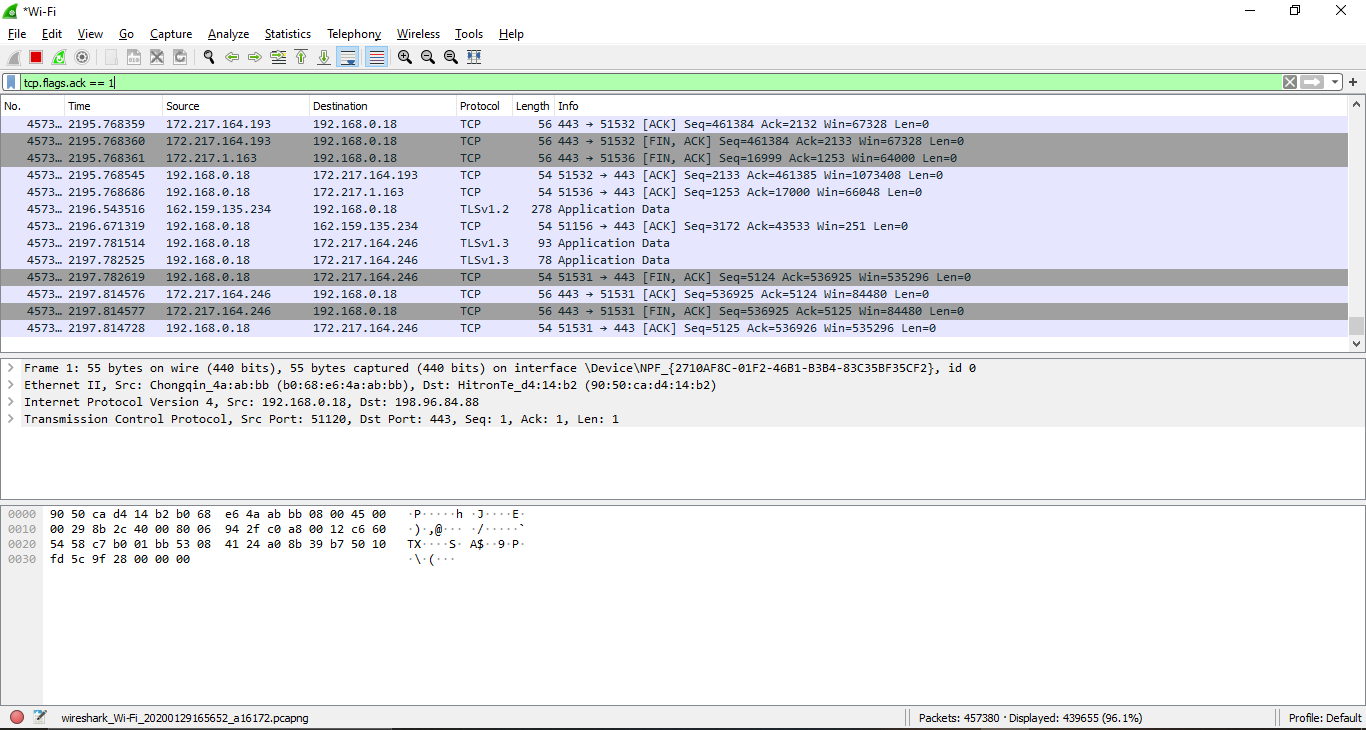 *Wi-Fi
File Edit View Go Capture Analyze Statistics Telephony Wireless Tools Help
tcp.flags.ack == 1
No. Time Source Destination Protocol Length Info
4573… 2195.768359 172.217.164.193 192.168.0.18 TCP 56 443 → 51532 [ACK] Seq=461384 Ack=2132 Win=67328 Len=0
4573… 2195.768360 172.217.164.193 192.168.0.18 TCP 56 443 → 51532 [FIN, ACK] Seq=461384 Ack=2133 Win=67328 Len=0
4573… 2195.768361 172.217.1.163 192.168.0.18 TCP 56 443 → 51536 [FIN, ACK] Seq=16999 Ack=1253 Win=64000 Len=0
4573… 2195.768545 192.168.0.18 172.217.164.193 TCP 54 51532 → 443 [ACK] Seq=2133 Ack=461385 Win=1073408 Len=0
4573… 2195.768686 192.168.0.18 172.217.1.163 TCP 54 51536 → 443 [ACK] Seq=1253 Ack=17000 Win=66048 Len=0
4573… 2196.543516 162.159.135.234 192.168.0.18 TLSv1.2 278 Application Data
4573… 2196.671319 192.168.0.18 162.159.135.234 TCP 54 51156 → 443 [ACK] Seq=3172 Ack=43533 Win=251 Len=0
4573… 2197.781514 192.168.0.18 172.217.164.246 TLSv1.3 93 Application Data
4573… 2197.782525 192.168.0.18 172.217.164.246 TLSv1.3 78 Application Data
4573… 2197.782619 192.168.0.18 172.217.164.246 TCP 54 51531 → 443 [FIN, ACK] Seq=5124 Ack=536925 Win=535296 Len=0
4573… 2197.814576 172.217.164.246 192.168.0.18 TCP 56 443 → 51531 [ACK] Seq=536925 Ack=5124 Win=84480 Len=0
4573… 2197.814577 172.217.164.246 192.168.0.18 TCP 56 443 → 51531 [FIN, ACK] Seq=536925 Ack=5125 Win=84480 Len=0
4573… 2197.814728 192.168.0.18 172.217.164.246 TCP 54 51531 → 443 [ACK] Seq=5125 Ack=536926 Win=535296 Len=0
Frame 1: 55 bytes on wire (440 bits), 55 bytes captured (440 bits) on interface \Device\NPF_{2710AF8C-01F2-46B1-B3B4-83C35BF35CF2}, id 0
Ethernet II, Src: Chongqin_4a:ab:bb (b0:68:e6:4a:ab:bb), Dst: HitronTe_d4:14:b2 (90:50:ca:d4:14:b2)
Internet Protocol Version 4, Src: 192.168.0.18, Dst: 198.96.84.88
Transmission Control Protocol, Src Port: 51120, Dst Port: 443, Seq: 1, Ack: 1, Len: 1
0000 90 50 ca d4 14 b2 b0 68 e6 4a ab bb 08 00 45 00 ·P·····h ·J····E·
0010 00 29 8b 2c 40 00 80 06 94 2f c0 a8 00 12 c6 60 ·)·,@··· ·/·····`
0020 54 58 c7 b0 01 bb 53 08 41 24 a0 8b 39 b7 50 10 TX····S· A$··9·P·
0030 fd 5c 9f 28 00 00 00 ·\·(···
wireshark_Wi-Fi_20200129165652_a16172.pcapng Packets: 457380 · Displayed: 439655 (96.1%) Profile: Default